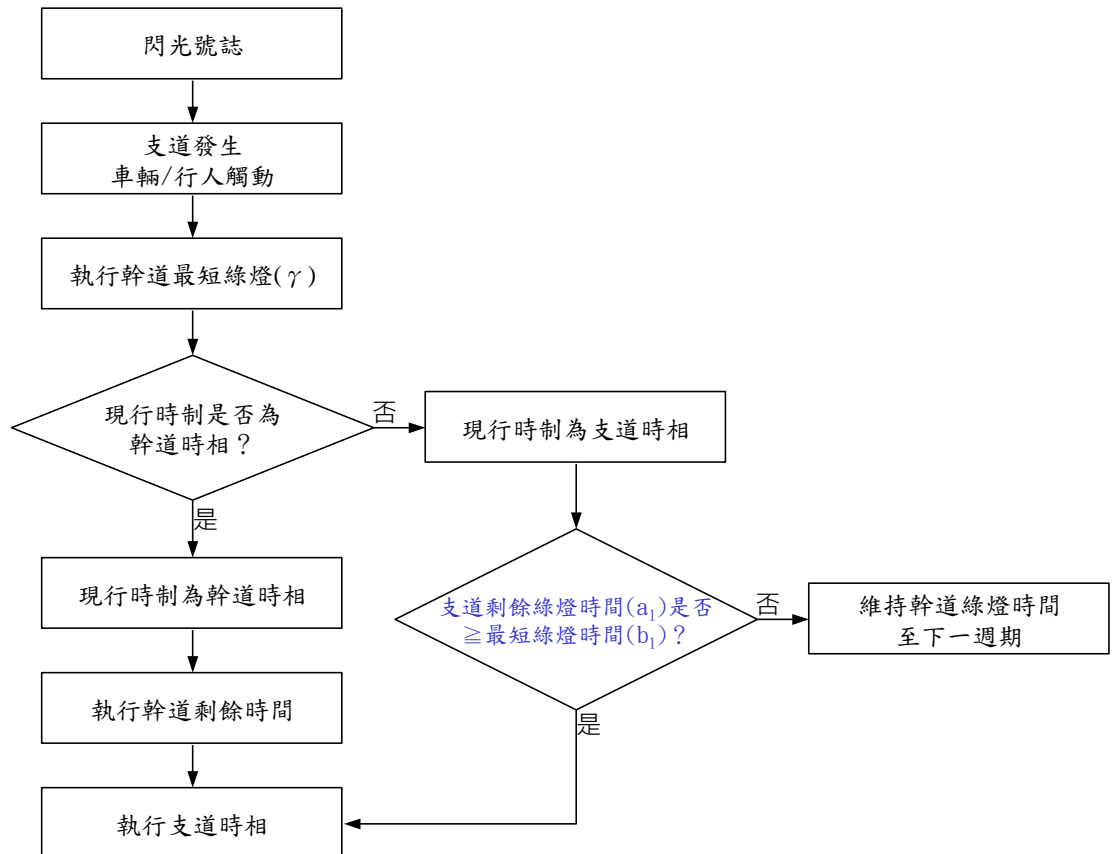 閃光號誌
支道發生
車輛/行人觸動
執行幹道最短綠燈(γ)
現行時制是否為
幹道時相？
否
現行時制為支道時相
是
現行時制為幹道時相
支道剩餘綠燈時間(a₁)是否
≧最短綠燈時間(b₁)？
否
維持幹道綠燈時間
至下一週期
執行幹道剩餘時間
是
執行支道時相